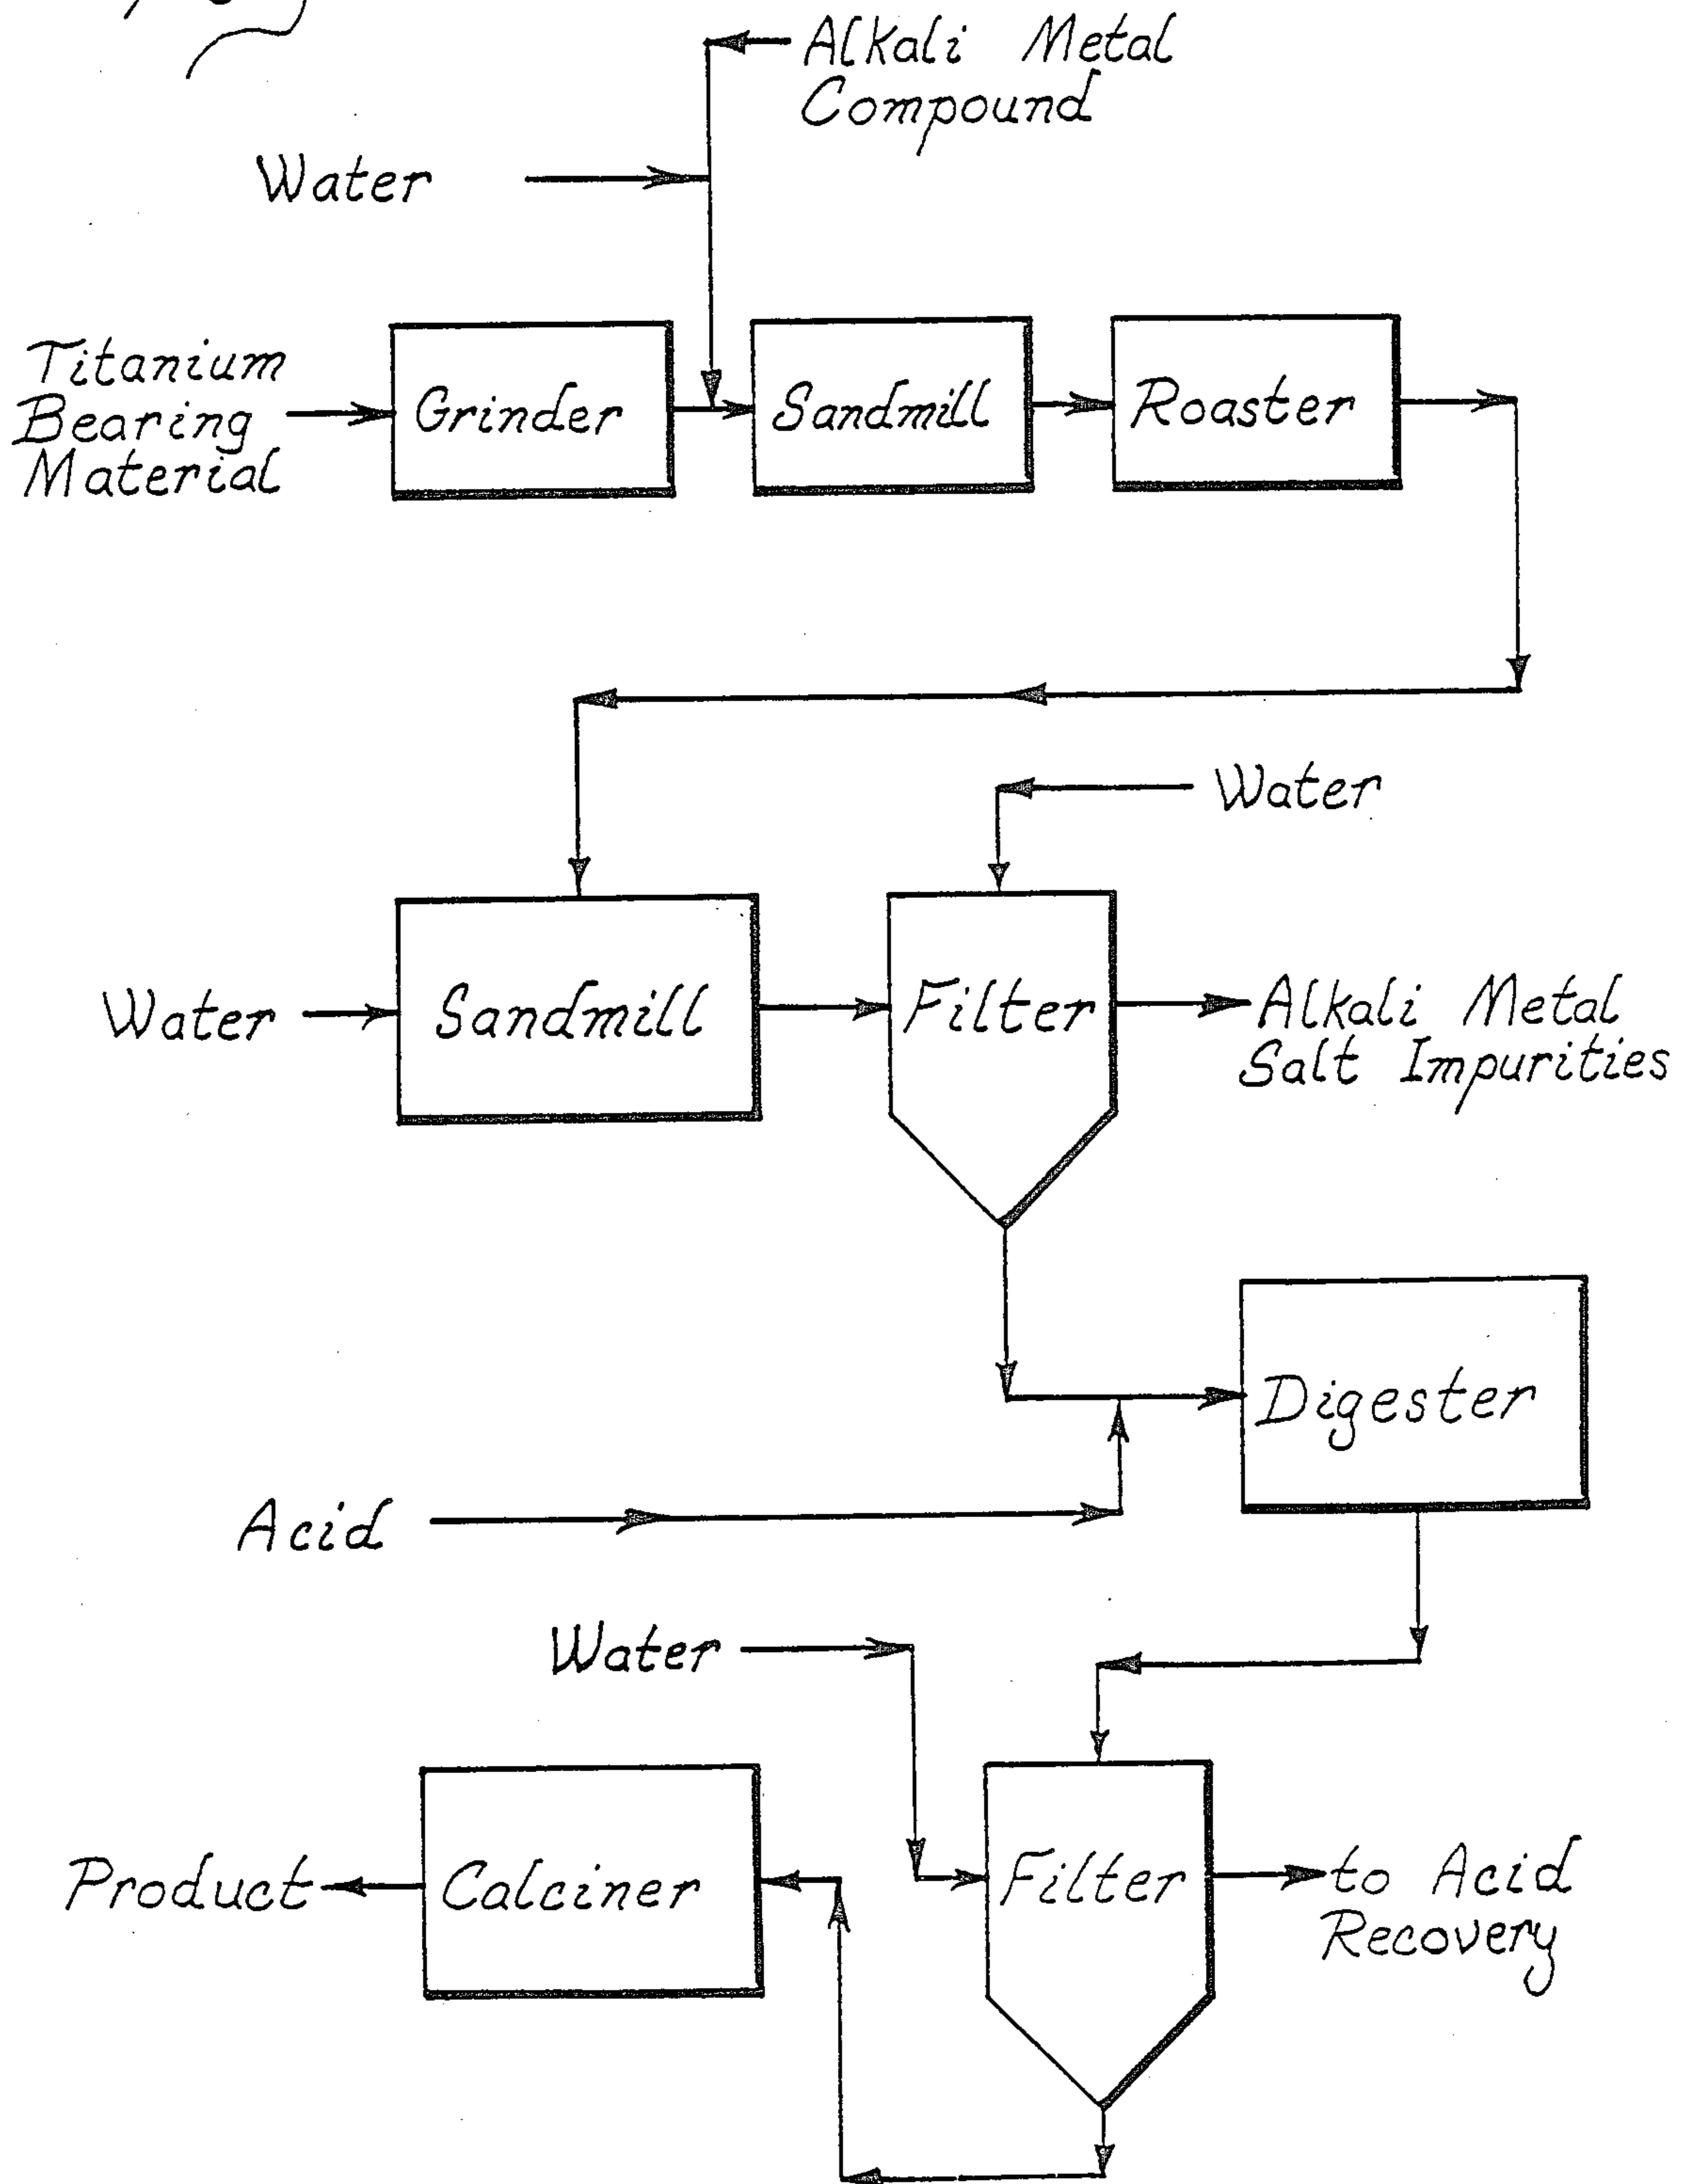 Alkali Metal
Compound
Water
Titanium
Bearing
Material
Grinder
Sandmill
Roaster
Water
Water
Sandmill
Filter
Alkali Metal
Salt Impurities
Digester
Acid
Water
Product
Calciner
Filter
to Acid
Recovery